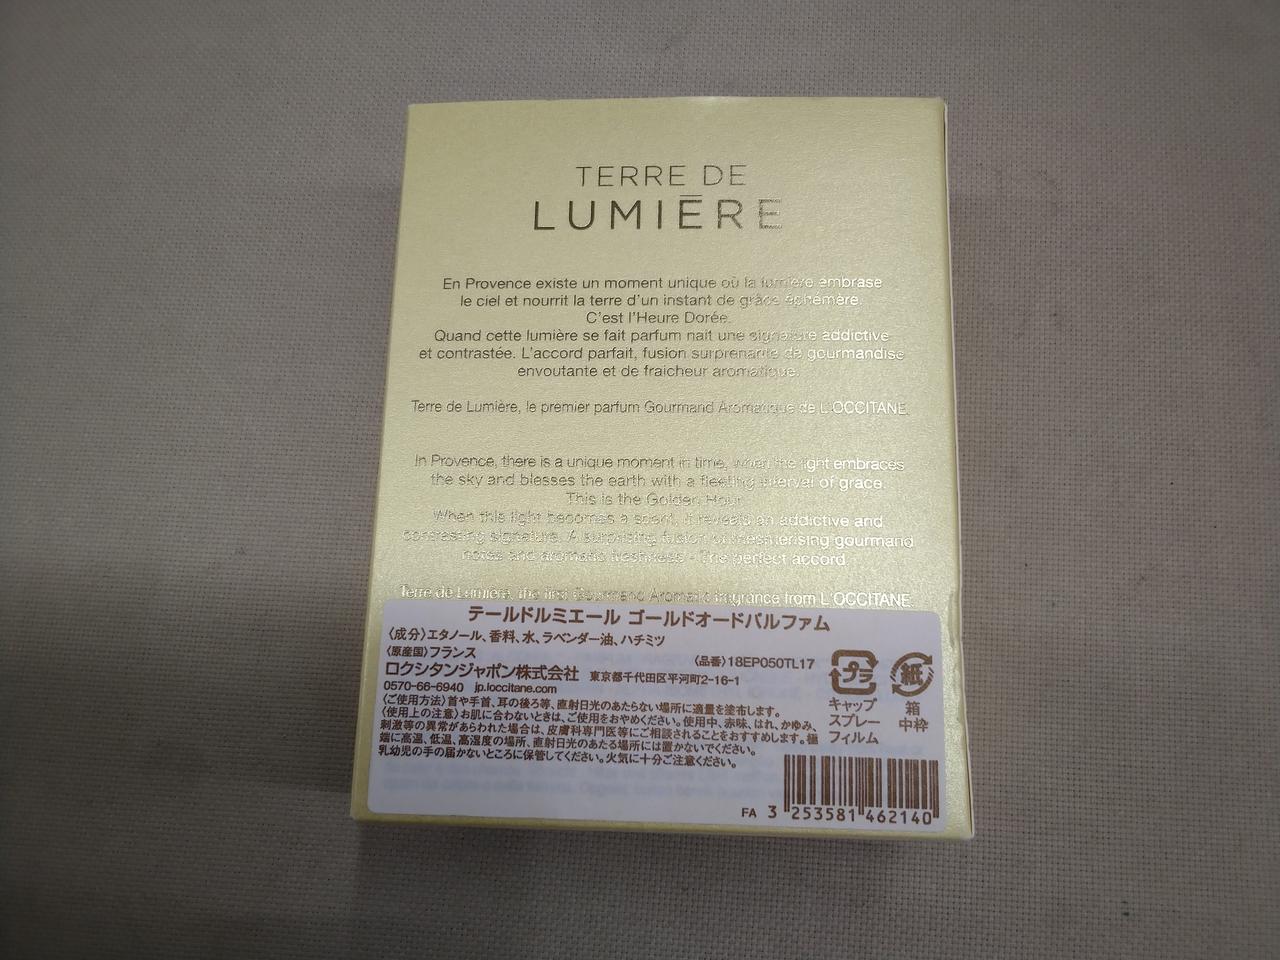 TERRE DE
LUMIĒRE
En Provence existe un moment unique où la lumière embrase
le ciel et nourrit la terre d'un instant de grâce éphémère.
C'est l'Heure Dorée.
Quand cette lumière se fait parfum nait une signature addictive
et contrastée. L'accord parfait, fusion surprenante de gourmandise
envoutante et de fraicheur aromatique.
Terre de Lumière, le premier parfum Gourmand Aromatique de L'OCCITANE.
In Provence, there is a unique moment in time, when the light embraces
the sky and blesses the earth with a fleeting interval of grace.
This is the Golden Hour.
When this light becomes a scent, it reveals an addictive and
contrasting signature. A surprising fusion of mesmerising gourmand
notes and aromatic freshness - The perfect accord.
Terre de Lumière, the first Gourmand Aromatic fragrance from L'OCCITANE.
テールドルミエール ゴールドオードパルファム
〈成分〉エタノール、香料、水、ラベンダー油、ハチミツ
〈原産国〉フランス 〈品番〉18EP050TL17
ロクシタンジャポン株式会社 東京都千代田区平河町2-16-1
0570-66-6940 jp.loccitane.com
〈ご使用方法〉首や手首、耳の後ろ等、直射日光のあたらない場所に適量を塗布します。
〈使用上の注意〉お肌に合わないときは、ご使用をおやめください。使用中、赤味、はれ、かゆみ、
刺激等の異常があらわれた場合は、皮膚科専門医等にご相談されることをおすすめします。極
端に高温、低温、高湿度の場所、直射日光のあたる場所には置かないでください。
乳幼児の手の届かないところに保管してください。火気に十分ご注意ください。
プラ
キャップ
スプレー
フィルム
紙
箱
中枠
FA 3 253581 462140